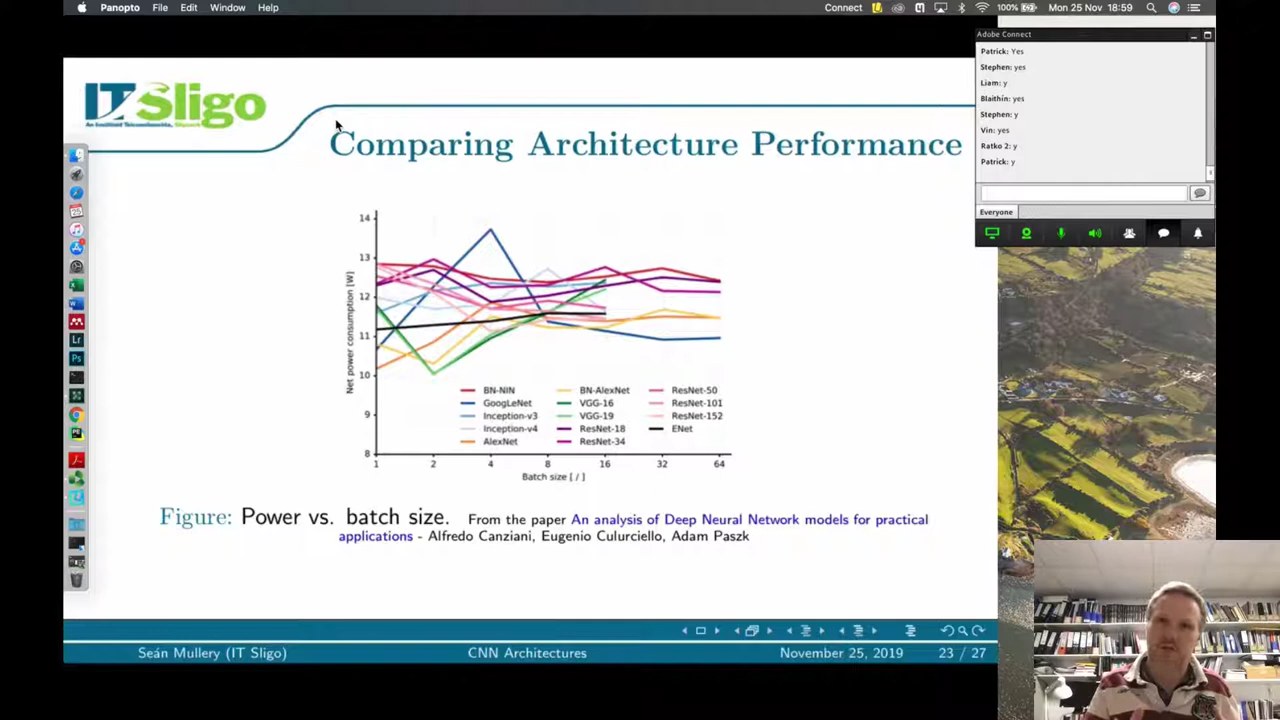 Panopto File Edit Window Help
Connect 100% Mon 25 Nov 18:59
Adobe Connect
Patrick: Yes
Stephen: yes
Liam: y
Blaithín: yes
Stephen: y
Vin: yes
Ratko 2: y
Patrick: y
Everyone
IT Sligo
Comparing Architecture Performance
Net power consumption [W]
14
13
12
11
10
9
8
1 2 4 8 16 32 64
Batch size [ / ]
BN-NIN BN-AlexNet ResNet-50
GoogLeNet VGG-16 ResNet-101
Inception-v3 VGG-19 ResNet-152
Inception-v4 ResNet-18 ENet
AlexNet ResNet-34
Figure: Power vs. batch size. From the paper An analysis of Deep Neural Network models for practical
applications - Alfredo Canziani, Eugenio Culurciello, Adam Paszk
Seán Mullery (IT Sligo) CNN Architectures November 25, 2019 23 / 27